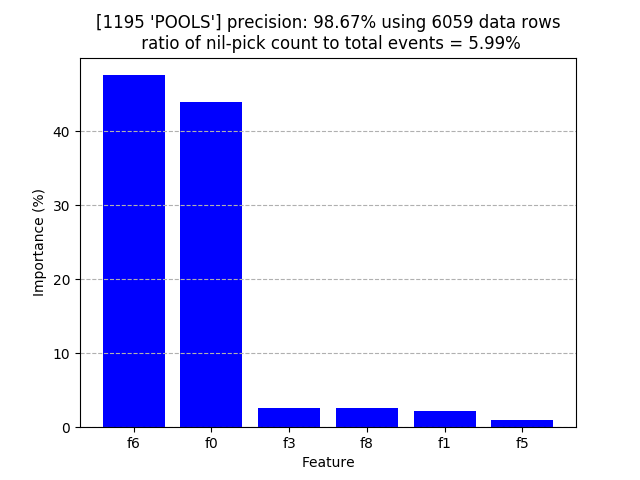 [1195 'POOLS'] precision: 98.67% using 6059 data rows
ratio of nil-pick count to total events = 5.99%
Importance (%)
40
30
20
10
0
f6 f0 f3 f8 f1 f5
Feature